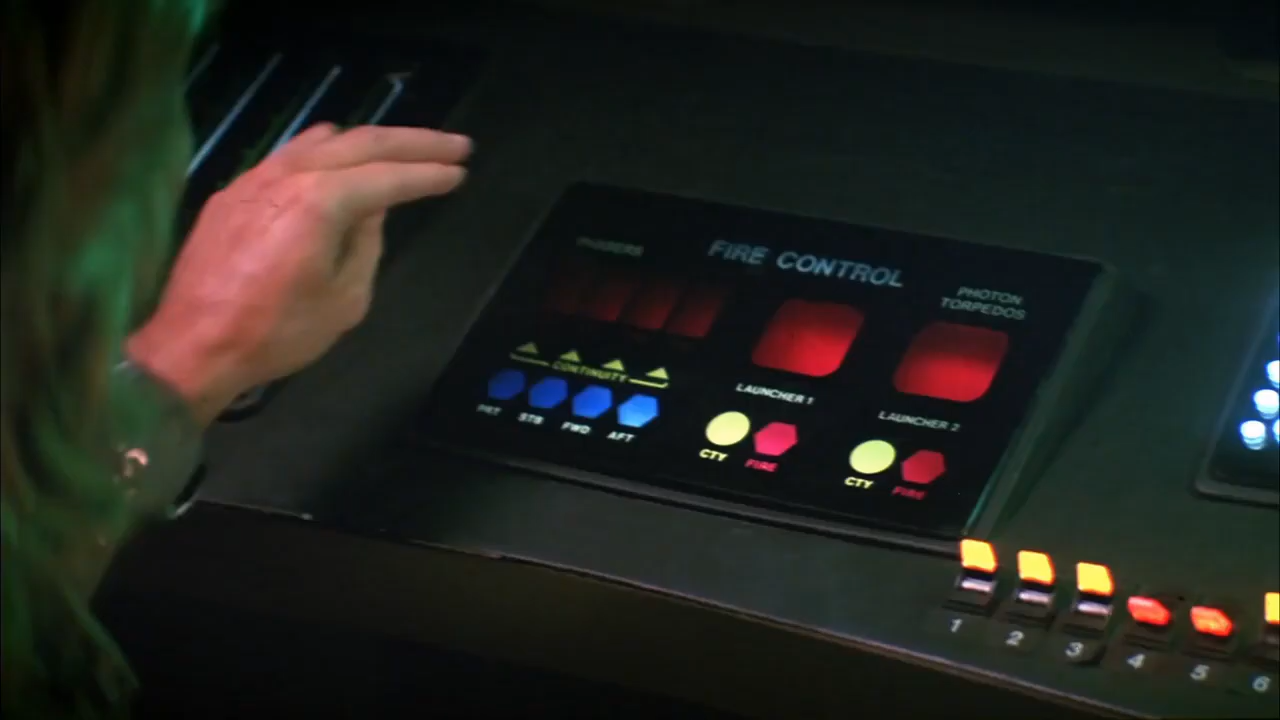 PHASERS
FIRE CONTROL
PHOTON
TORPEDOS
CONTINUITY
LAUNCHER 1
LAUNCHER 2
PRT STB FWD AFT
CTY FIRE
CTY FIRE
1 2 3 4 5 6